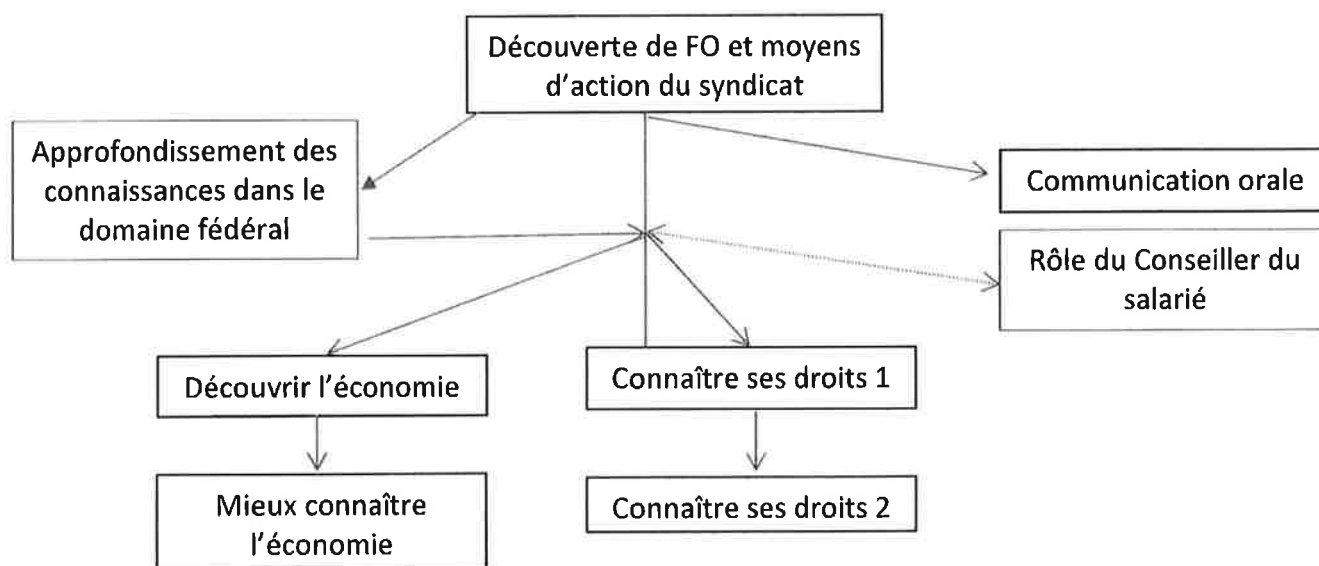 Découverte de FO et moyens
d'action du syndicat
Approfondissement des
connaissances dans le
domaine fédéral
Communication orale
Rôle du Conseiller du
salarié
Découvrir l'économie
Connaître ses droits 1
Mieux connaître
l'économie
Connaître ses droits 2